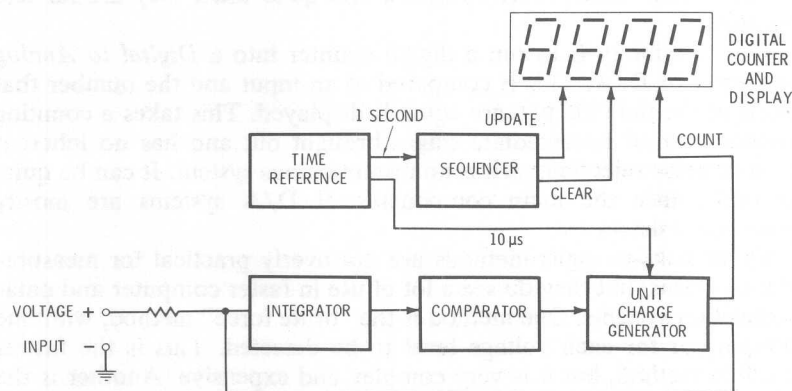 8888
DIGITAL
COUNTER
AND
DISPLAY
1 SECOND
UPDATE
COUNT
TIME
REFERENCE
SEQUENCER
CLEAR
10 µs
VOLTAGE +
INPUT –
INTEGRATOR
COMPARATOR
UNIT
CHARGE
GENERATOR